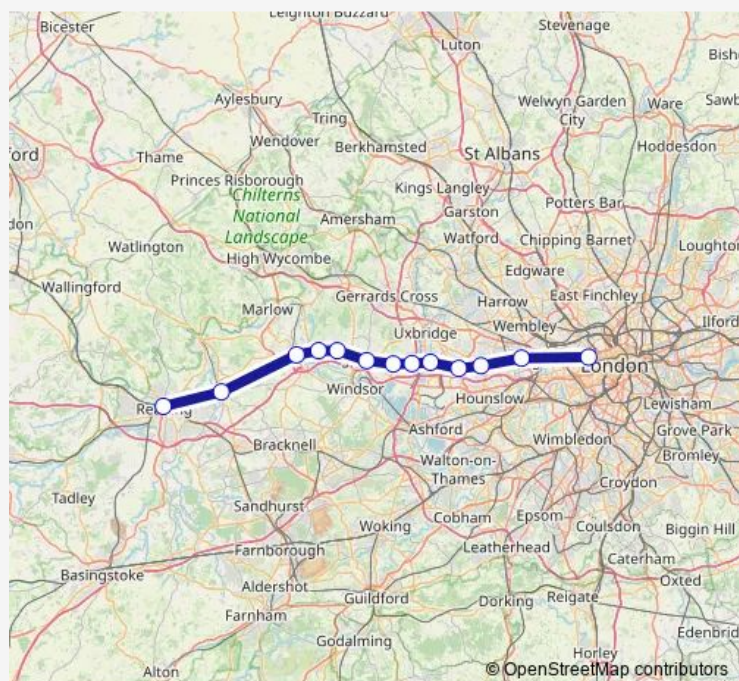 Leighton Buzzard
Stevenage
Bicester
Luton
Bish
Aylesbury
Welwyn Garden
City
Ware
Sawb
Tring
Wendover
Berkhamsted
St Albans
Hoddesdon
ford
Thame
Princes Risborough
Kings Langley
Chilterns
National
Landscape
Garston
Potters Bar
Amersham
Watford
Chipping Barnet
Loughton
Watlington
High Wycombe
Edgware
Wallingford
Gerrards Cross
Harrow
East Finchley
Marlow
Uxbridge
Wembley
Ilford
London
Windsor
Hounslow
Lewisham
Ashford
Grove Park
Bracknell
Wimbledon
Bromley
Walton-on-
Thames
Croydon
Tadley
Sandhurst
Cobham
Epsom
Coulsdon
Biggin Hill
Woking
Farnborough
Leatherhead
Caterham
Basingstoke
Oxted
Aldershot
Guildford
Dorking
Reigate
Farnham
Godalming
Edenbrid
Alton
Horley
© OpenStreetMap contributors